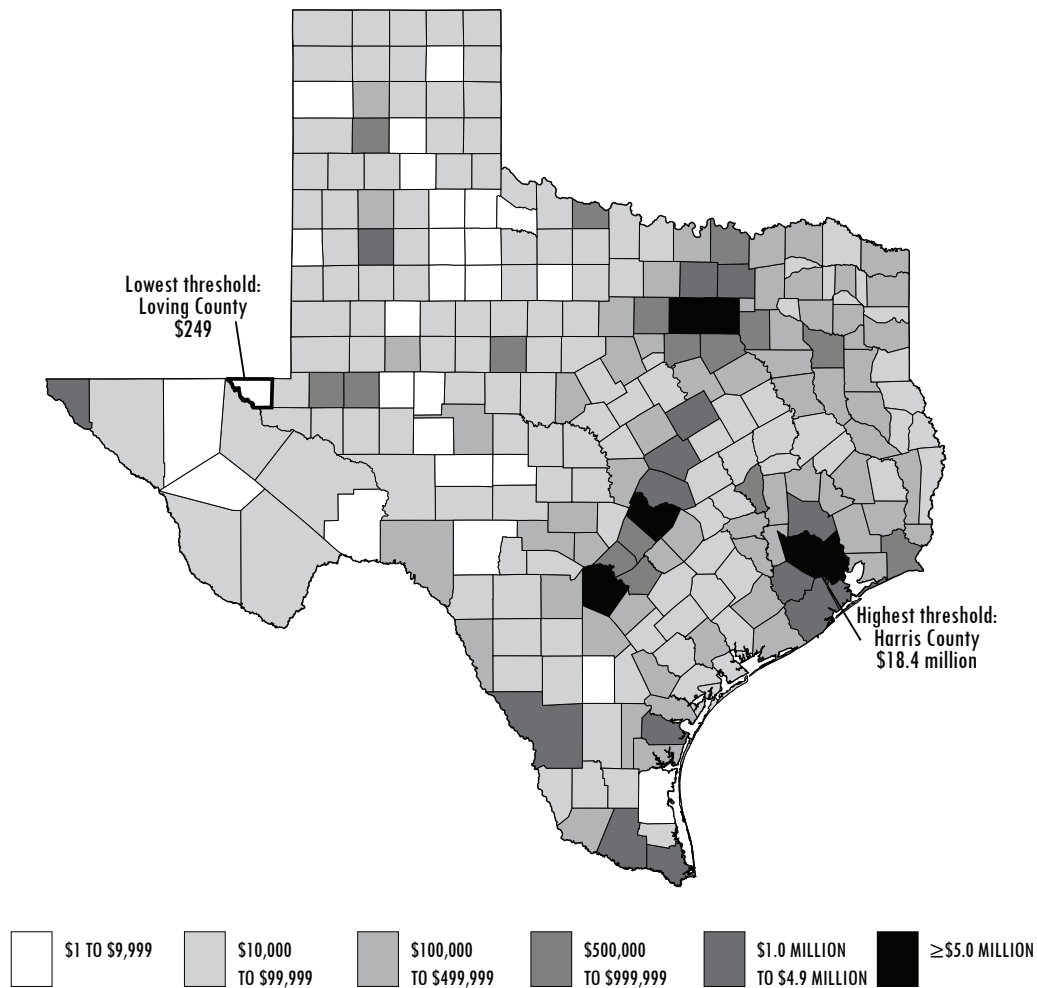 Lowest threshold:
Loving County
$249
Highest threshold:
Harris County
$18.4 million
$1 TO $9,999
$10,000
TO $99,999
$100,000
TO $499,999
$500,000
TO $999,999
$1.0 MILLION
TO $4.9 MILLION
≥$5.0 MILLION